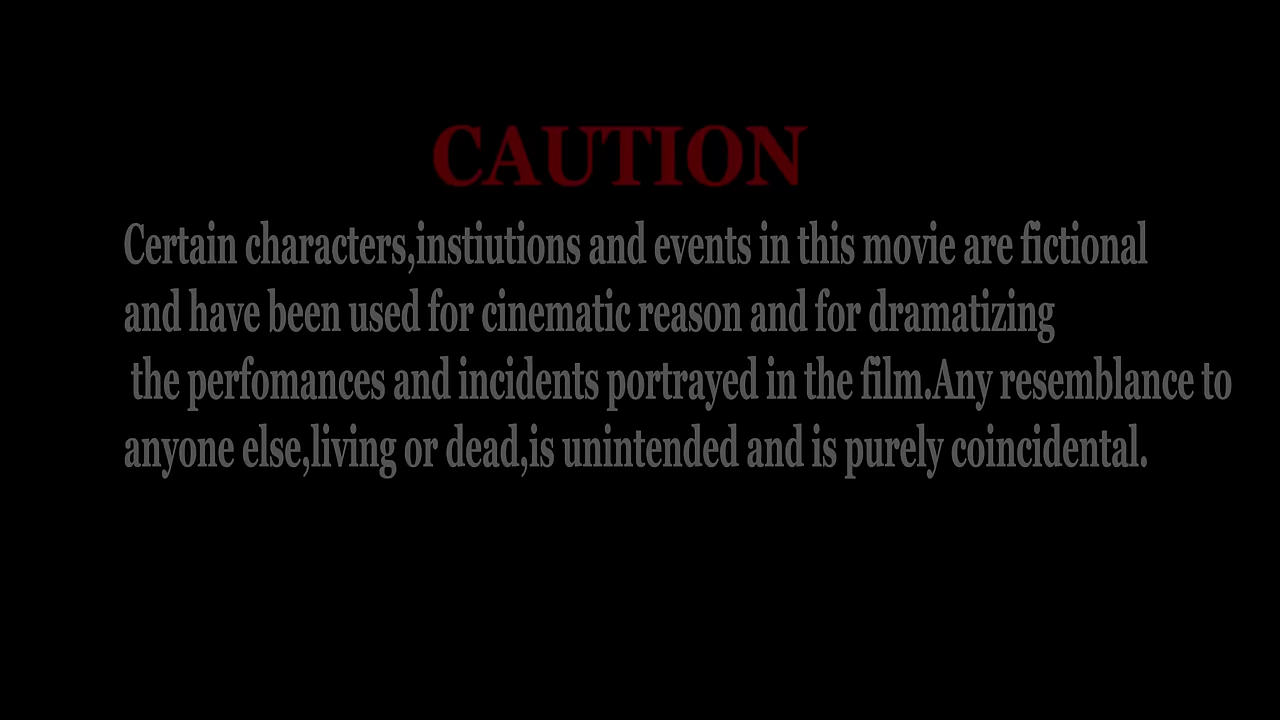 CAUTION
Certain characters,instiutions and events in this movie are fictional
and have been used for cinematic reason and for dramatizing
the perfomances and incidents portrayed in the film.Any resemblance to
anyone else,living or dead,is unintended and is purely coincidental.